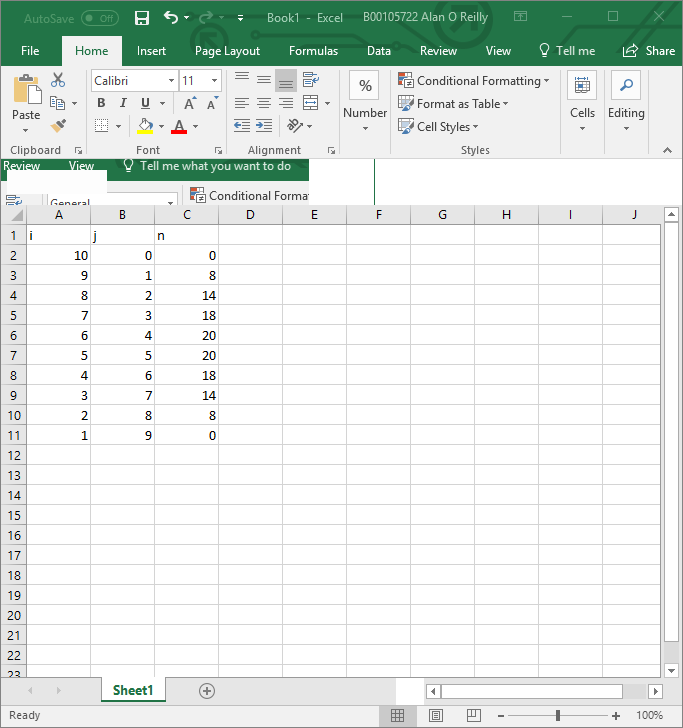 AutoSave Off Book1 - Excel B00105722 Alan O Reilly
File Home Insert Page Layout Formulas Data Review View Tell me Share
Calibri 11 % Conditional Formatting
Paste B I U A A Number Format as Table Cells Editing
A Cell Styles
Clipboard Font Alignment Styles
Review View Tell me what you want to do
General Conditional Forma
A B C D E F G H I J
1 i j n
2 10 0 0
3 9 1 8
4 8 2 14
5 7 3 18
6 6 4 20
7 5 5 20
8 4 6 18
9 3 7 14
10 2 8 8
11 1 9 0
12
13
14
15
16
17
18
19
20
21
22
23
Sheet1
Ready 100%